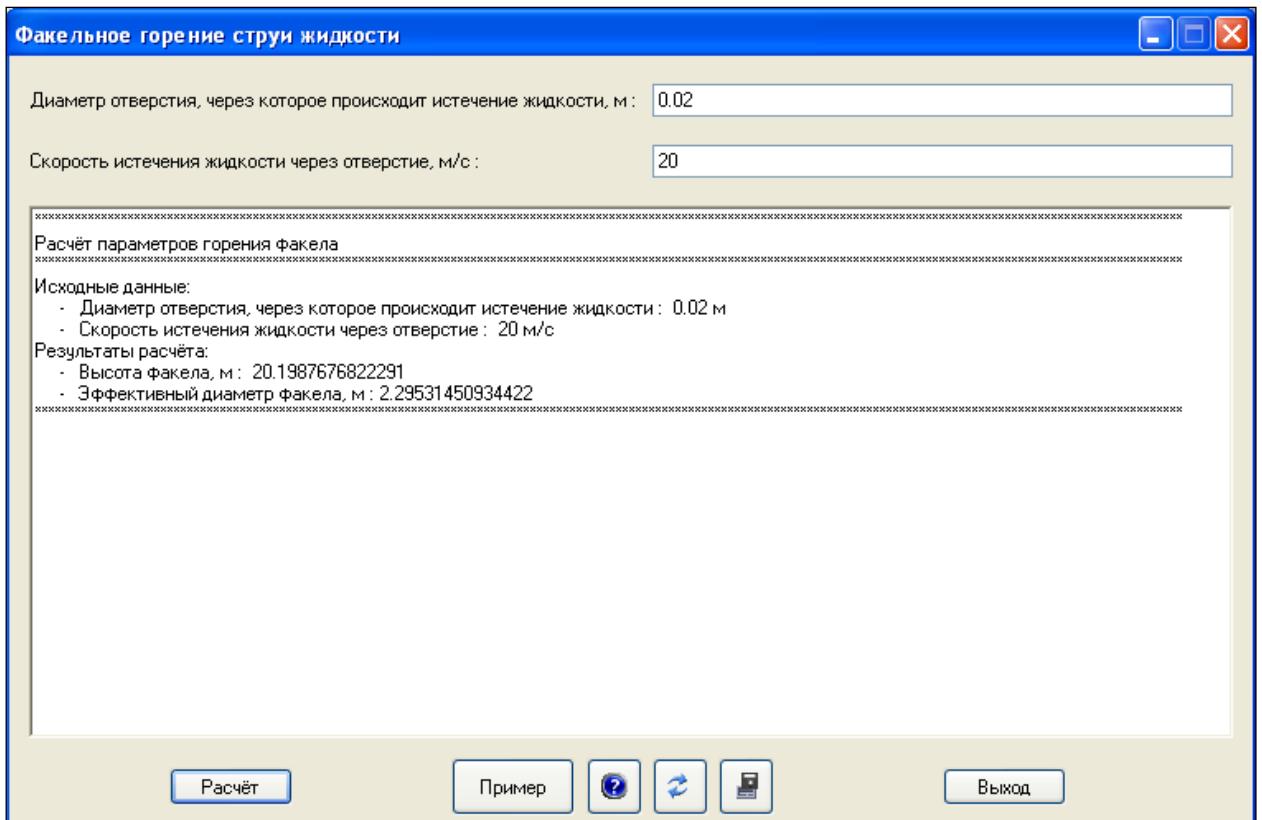 Факельное горение струи жидкости
Диаметр отверстия, через которое происходит истечение жидкости, м : 0.02
Скорость истечения жидкости через отверстие, м/с : 20
Расчёт параметров горения факела
Исходные данные:
- Диаметр отверстия, через которое происходит истечение жидкости : 0.02 м
- Скорость истечения жидкости через отверстие : 20 м/с
Результаты расчёта:
- Высота факела, м : 20.1987676822291
- Эффективный диаметр факела, м : 2.29531450934422
Расчёт Пример Выход